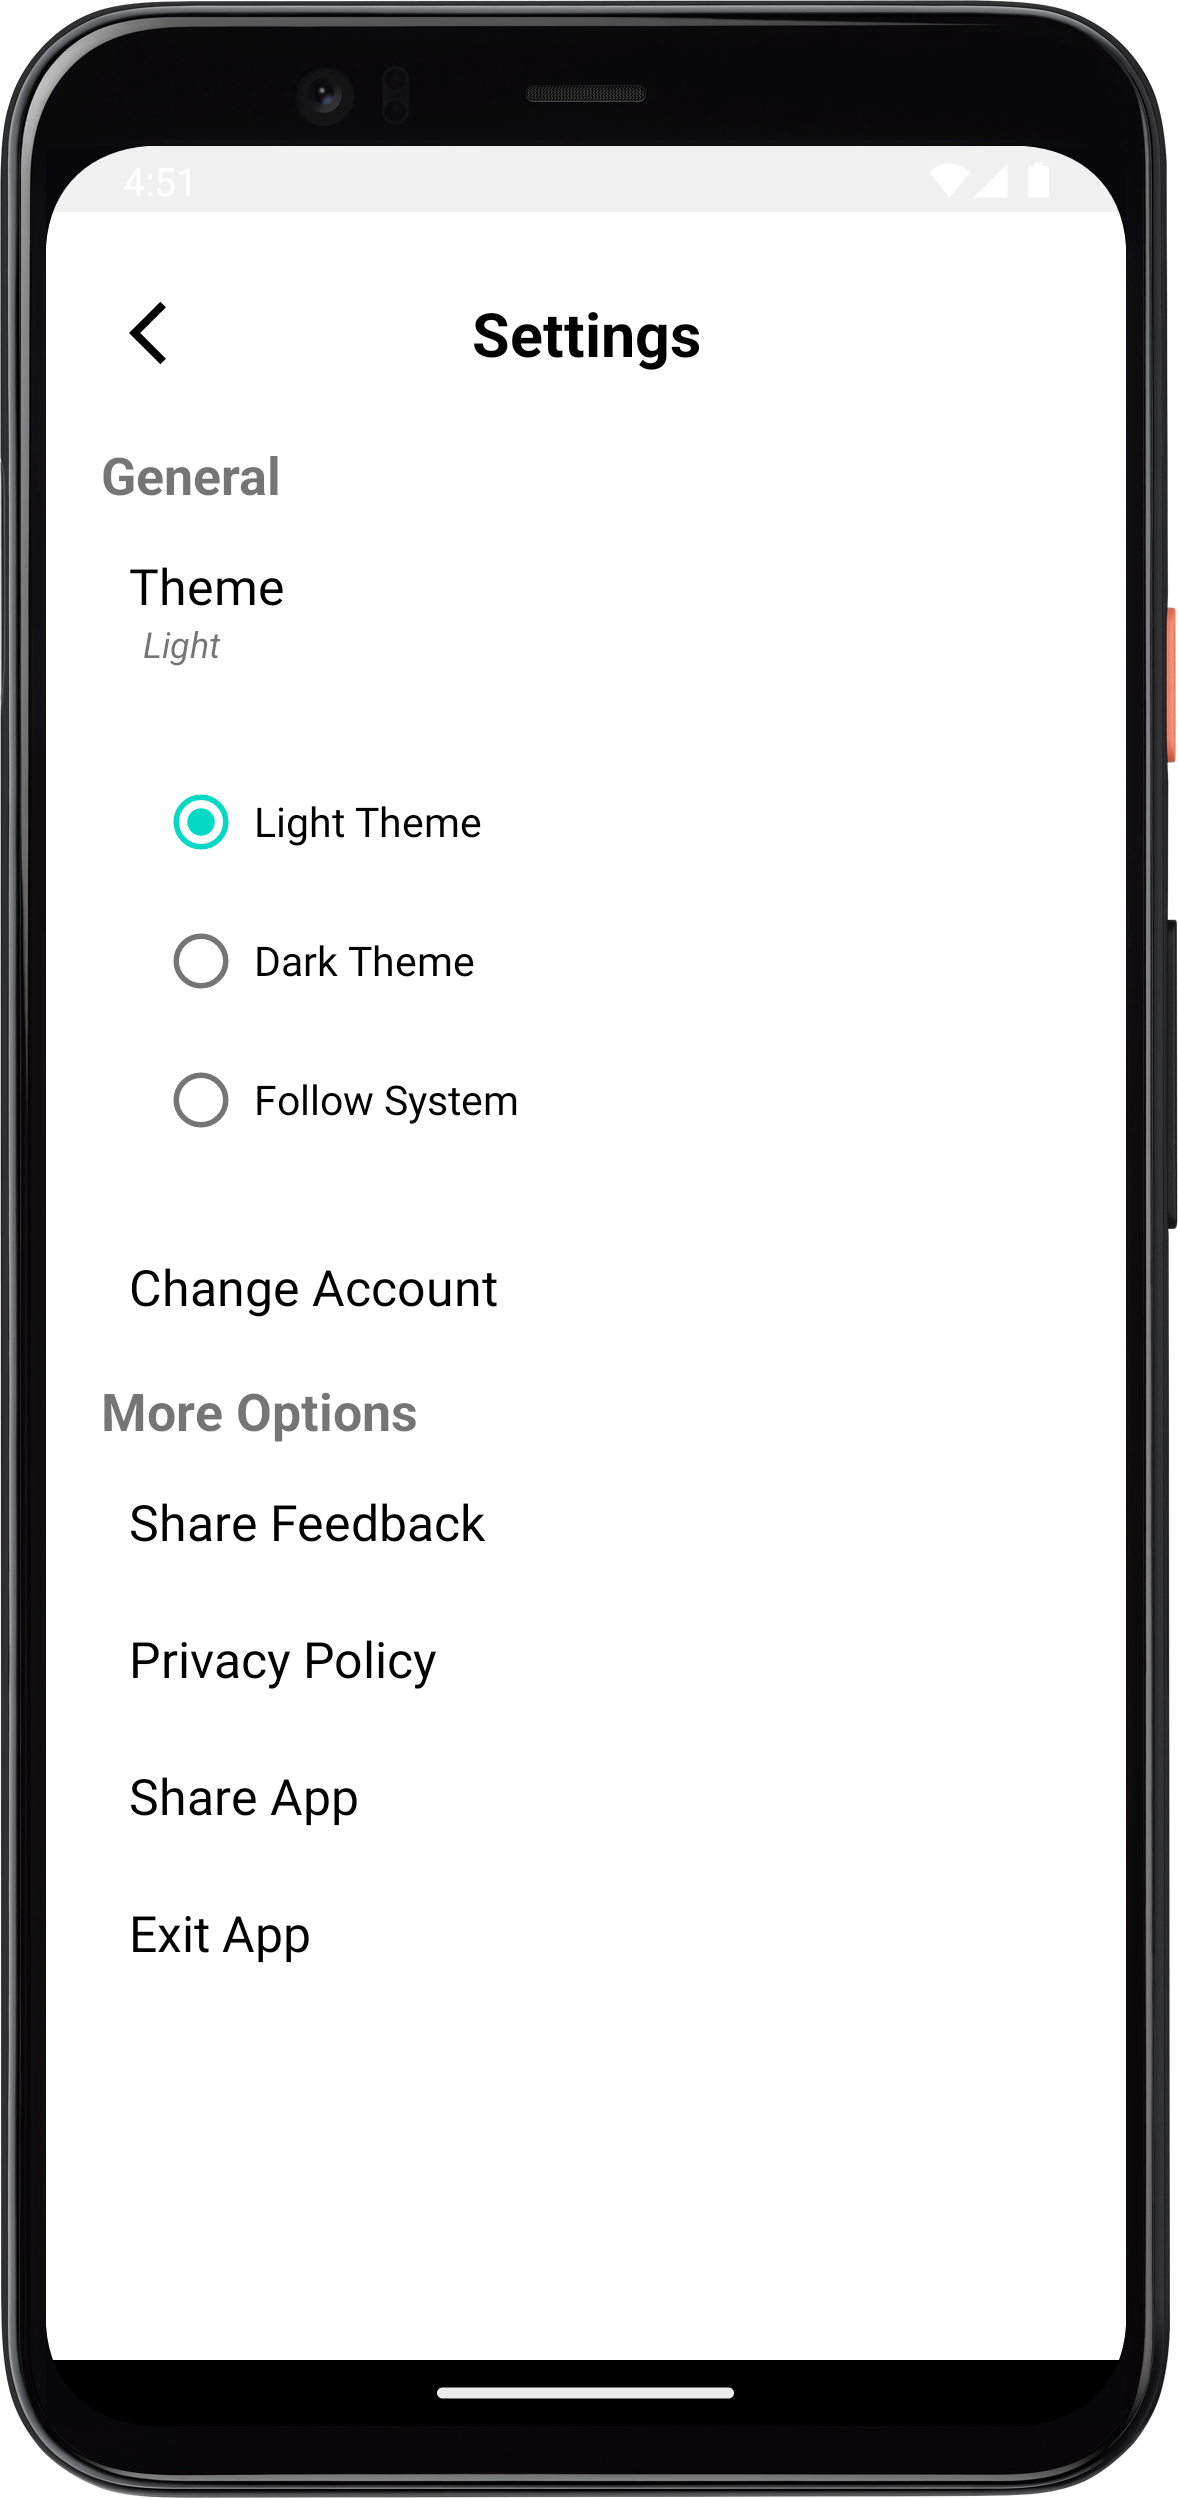 4:51
Settings
General
Theme
Light
Light Theme
Dark Theme
Follow System
Change Account
More Options
Share Feedback
Privacy Policy
Share App
Exit App